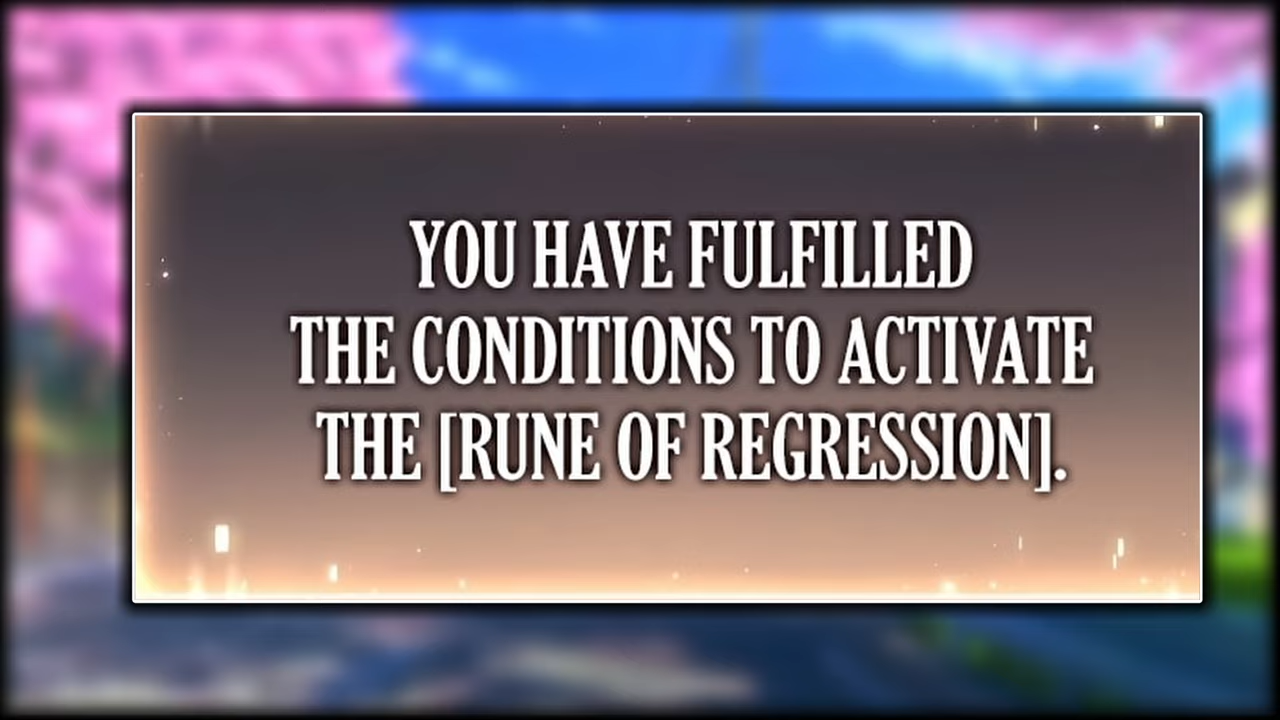 YOU HAVE FULFILLED
THE CONDITIONS TO ACTIVATE
THE [RUNE OF REGRESSION].